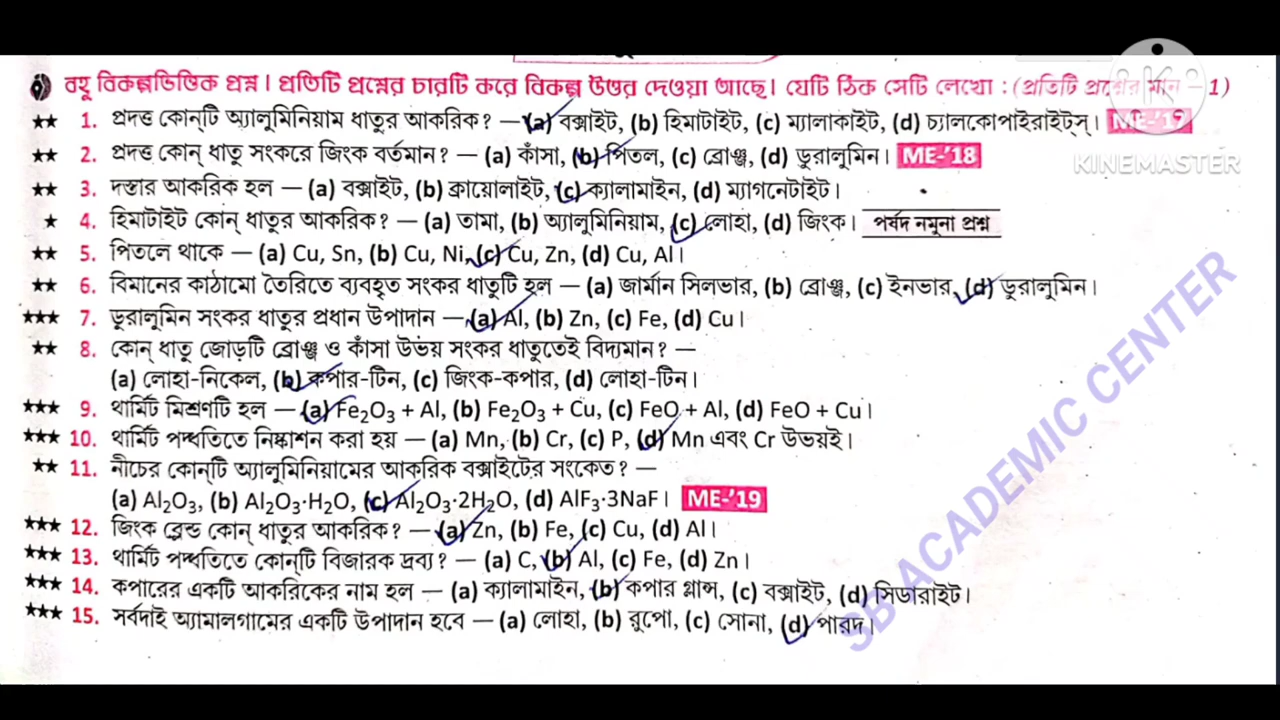 বহু বিকল্পভিত্তিক প্রশ্ন। প্রতিটি প্রশ্নের চারটি করে বিকল্প উত্তর দেওয়া আছে। যেটি ঠিক সেটি লেখো : (প্রতিটি প্রশ্নের মান – 1)
★★ 1. প্রদত্ত কোন্‌টি অ্যালুমিনিয়াম ধাতুর আকরিক? — (a) বক্সাইট, (b) হিমাটাইট, (c) ম্যালাকাইট, (d) চ্যালকোপাইরাইটস্। ME-'17
KINEMASTER
★★ 2. প্রদত্ত কোন্ ধাতু সংকরে জিংক বর্তমান? — (a) কাঁসা, (b) পিতল, (c) ব্রোঞ্জ, (d) ডুরালুমিন। ME-'18
★★ 3. দস্তার আকরিক হল — (a) বক্সাইট, (b) ক্রায়োলাইট, (c) ক্যালামাইন, (d) ম্যাগনেটাইট।
★ 4. হিমাটাইট কোন্ ধাতুর আকরিক? — (a) তামা, (b) অ্যালুমিনিয়াম, (c) লোহা, (d) জিংক। পর্ষদ নমুনা প্রশ্ন
★★ 5. পিতলে থাকে — (a) Cu, Sn, (b) Cu, Ni, (c) Cu, Zn, (d) Cu, Al।
★★ 6. বিমানের কাঠামো তৈরিতে ব্যবহৃত সংকর ধাতুটি হল — (a) জার্মান সিলভার, (b) ব্রোঞ্জ, (c) ইনভার, (d) ডুরালুমিন।
★★★ 7. ডুরালুমিন সংকর ধাতুর প্রধান উপাদান — (a) Al, (b) Zn, (c) Fe, (d) Cu।
★★ 8. কোন্ ধাতু জোড়টি ব্রোঞ্জ ও কাঁসা উভয় সংকর ধাতুতেই বিদ্যমান? —
(a) লোহা-নিকেল, (b) কপার-টিন, (c) জিংক-কপার, (d) লোহা-টিন।
★★★ 9. থার্মিট মিশ্রণটি হল — (a) Fe₂O₃ + Al, (b) Fe₂O₃ + Cu, (c) FeO + Al, (d) FeO + Cu।
★★★ 10. থার্মিট পদ্ধতিতে নিষ্কাশন করা হয় — (a) Mn, (b) Cr, (c) P, (d) Mn এবং Cr উভয়ই।
★★ 11. নীচের কোন্‌টি অ্যালুমিনিয়ামের আকরিক বক্সাইটের সংকেত? —
(a) Al₂O₃, (b) Al₂O₃·H₂O, (c) Al₂O₃·2H₂O, (d) AlF₃·3NaF। ME-'19
★★★ 12. জিংক ব্লেন্ড কোন্ ধাতুর আকরিক? — (a) Zn, (b) Fe, (c) Cu, (d) Al।
★★★ 13. থার্মিট পদ্ধতিতে কোন্‌টি বিজারক দ্রব্য? — (a) C, (b) Al, (c) Fe, (d) Zn।
★★★ 14. কপারের একটি আকরিকের নাম হল — (a) ক্যালামাইন, (b) কপার গ্লান্স, (c) বক্সাইট, (d) সিডারাইট।
★★★ 15. সর্বদাই অ্যামালগামের একটি উপাদান হবে — (a) লোহা, (b) রুপো, (c) সোনা, (d) পারদ।
SB ACADEMIC CENTER